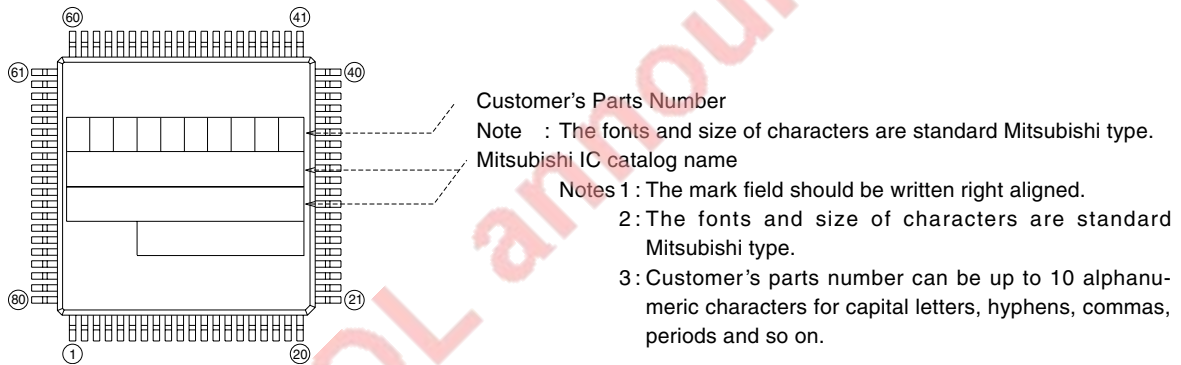 60 41
61 40
Customer's Parts Number
Note : The fonts and size of characters are standard Mitsubishi type.
Mitsubishi IC catalog name
Notes 1 : The mark field should be written right aligned.
2 : The fonts and size of characters are standard
Mitsubishi type.
3 : Customer's parts number can be up to 10 alphanu-
meric characters for capital letters, hyphens, commas,
periods and so on.
80 21
1 20
OL annou